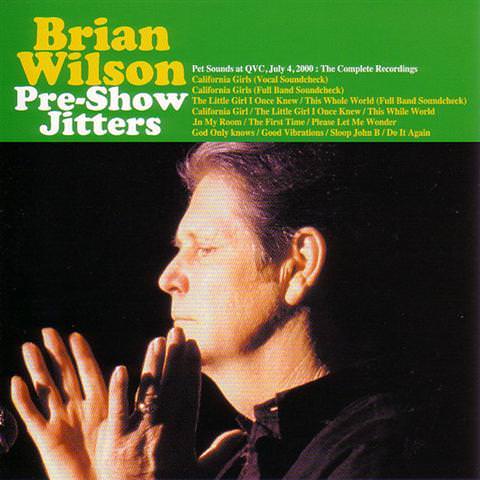 Brian
Wilson
Pre-Show
Jitters
Pet Sounds at QVC, July 4, 2000 : The Complete Recordings
California Girls (Vocal Soundcheck)
California Girls (Full Band Soundcheck)
The Little Girl I Once Knew / This Whole World (Full Band Soundcheck)
California Girl / The Little Girl I Once Knew / This While World
.In My Room / The First Time / Please Let Me Wonder
God Only knows / Good Vibrations / Sloop John B / Do It Again